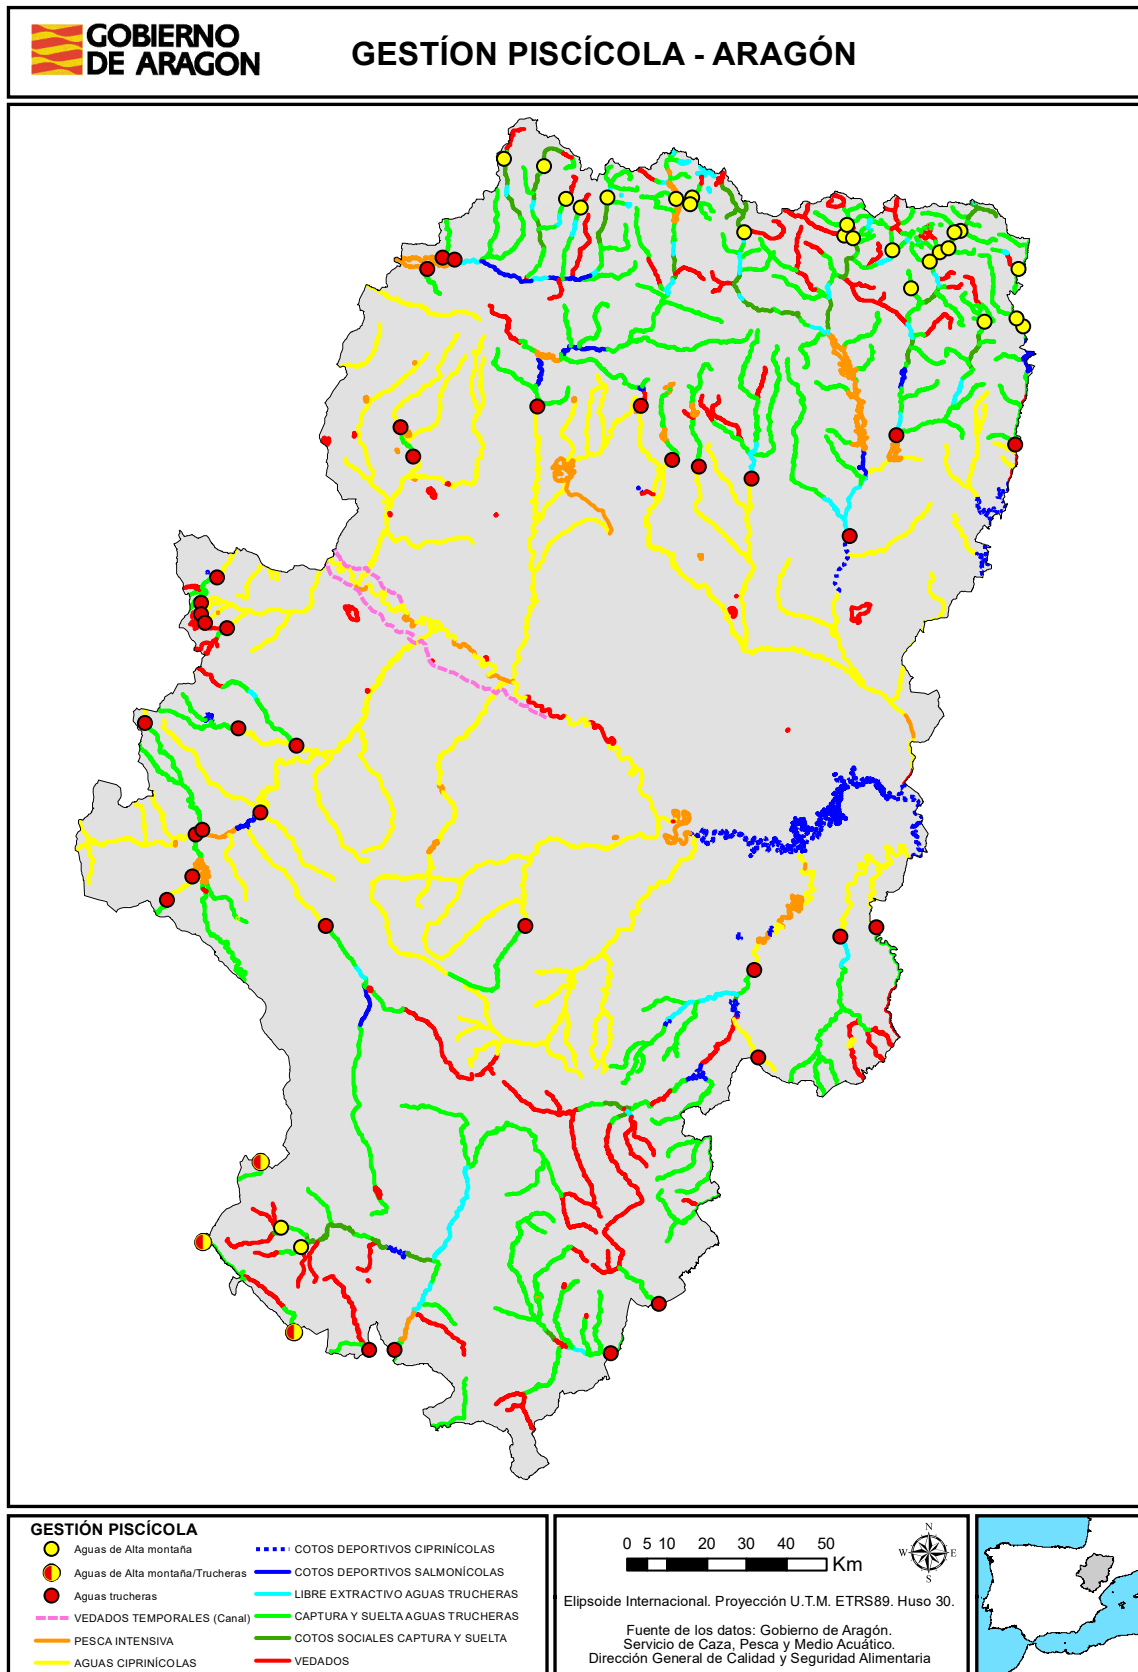 GOBIERNO
DE ARAGON
GESTÍON PISCÍCOLA - ARAGÓN
GESTIÓN PISCÍCOLA
Aguas de Alta montaña
Aguas de Alta montaña/Trucheras
Aguas trucheras
VEDADOS TEMPORALES (Canal)
PESCA INTENSIVA
AGUAS CIPRINÍCOLAS
COTOS DEPORTIVOS CIPRINÍCOLAS
COTOS DEPORTIVOS SALMONÍCOLAS
LIBRE EXTRACTIVO AGUAS TRUCHERAS
CAPTURA Y SUELTA AGUAS TRUCHERAS
COTOS SOCIALES CAPTURA Y SUELTA
VEDADOS
0 5 10 20 30 40 50
Km
N
W E
S
Elipsoide Internacional. Proyección U.T.M. ETRS89. Huso 30.
Fuente de los datos: Gobierno de Aragón.
Servicio de Caza, Pesca y Medio Acuático.
Dirección General de Calidad y Seguridad Alimentaria